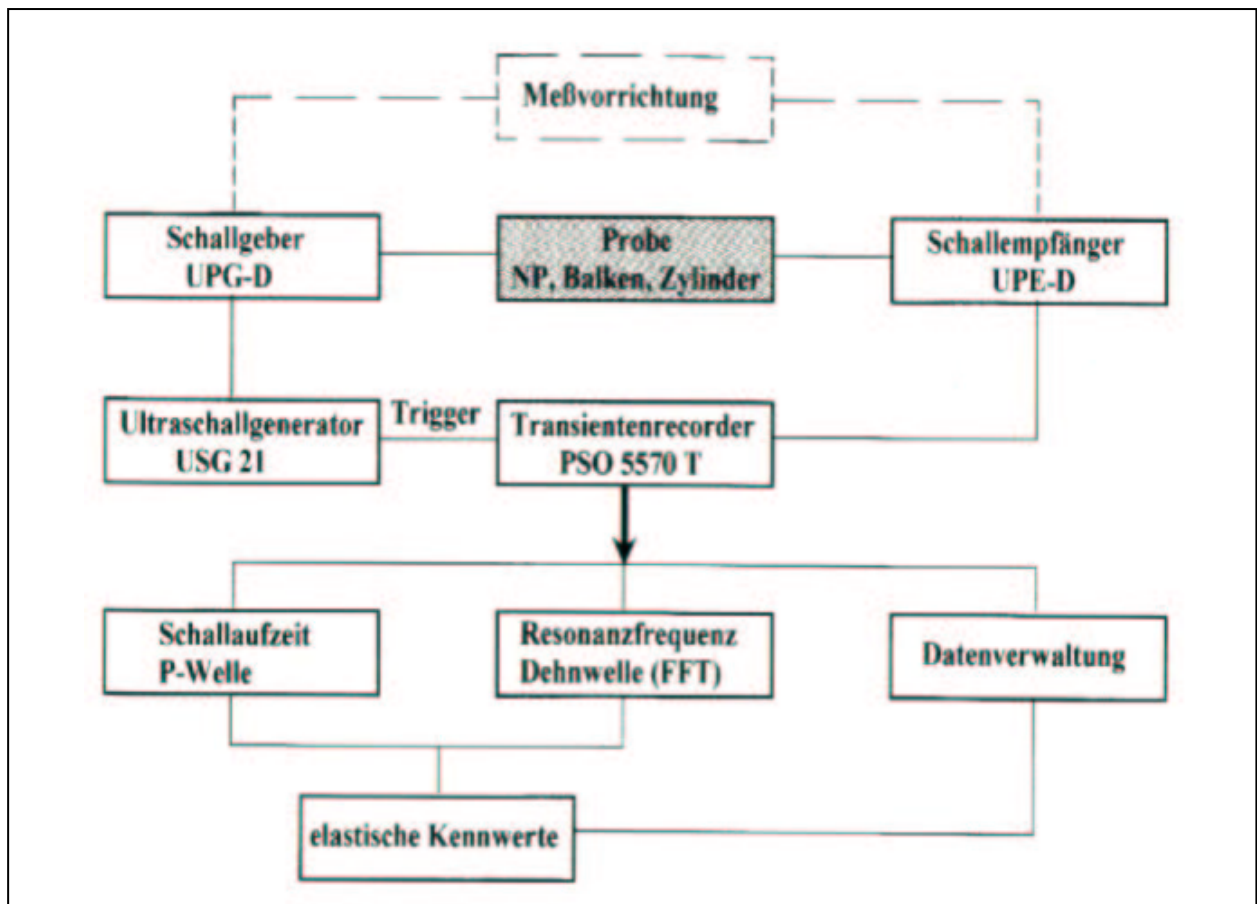 Meßvorrichtung
Schallgeber
UPG-D
Probe
NP, Balken, Zylinder
Schallempfänger
UPE-D
Ultraschallgenerator
USG 21
Trigger
Transientenrecorder
PSO 5570 T
Schallaufzeit
P-Welle
Resonanzfrequenz
Dehnwelle (FFT)
Datenverwaltung
elastische Kennwerte